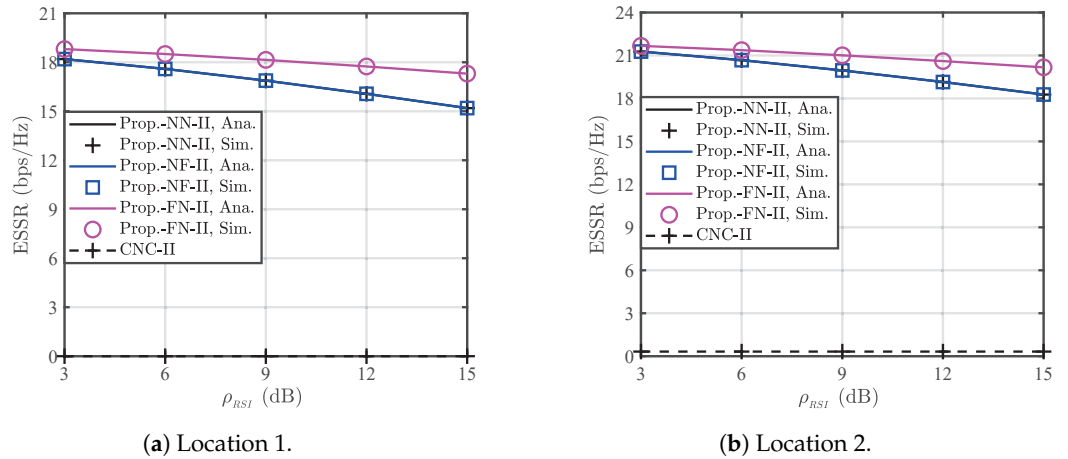 21
18
15
12
9
6
3
0
ESSR (bps/Hz)
Prop.-NN-II, Ana.
Prop.-NN-II, Sim.
Prop.-NF-II, Ana.
Prop.-NF-II, Sim.
Prop.-FN-II, Ana.
Prop.-FN-II, Sim.
CNC-II
3 6 9 12 15
ρRSI (dB)
(a) Location 1.
24
21
18
15
12
9
6
3
0
ESSR (bps/Hz)
Prop.-NN-II, Ana.
Prop.-NN-II, Sim.
Prop.-NF-II, Ana.
Prop.-NF-II, Sim.
Prop.-FN-II, Ana.
Prop.-FN-II, Sim.
CNC-II
3 6 9 12 15
ρRSI (dB)
(b) Location 2.